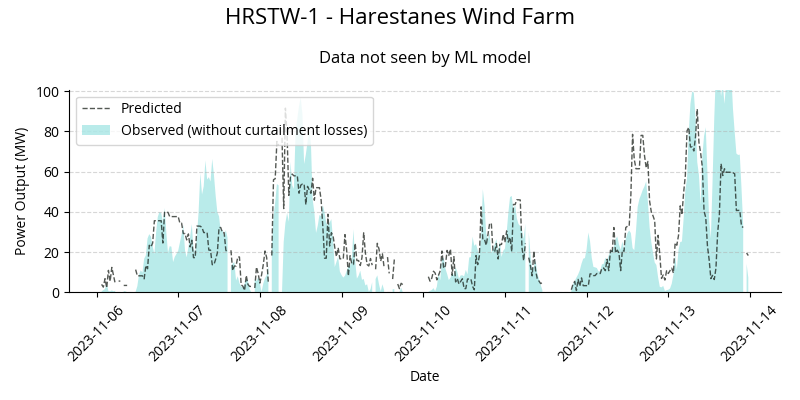 HRSTW-1 - Harestanes Wind Farm
Data not seen by ML model
Predicted
Observed (without curtailment losses)
Power Output (MW)
100
80
60
40
20
0
2023-11-06
2023-11-07
2023-11-08
2023-11-09
2023-11-10
2023-11-11
2023-11-12
2023-11-13
2023-11-14
Date